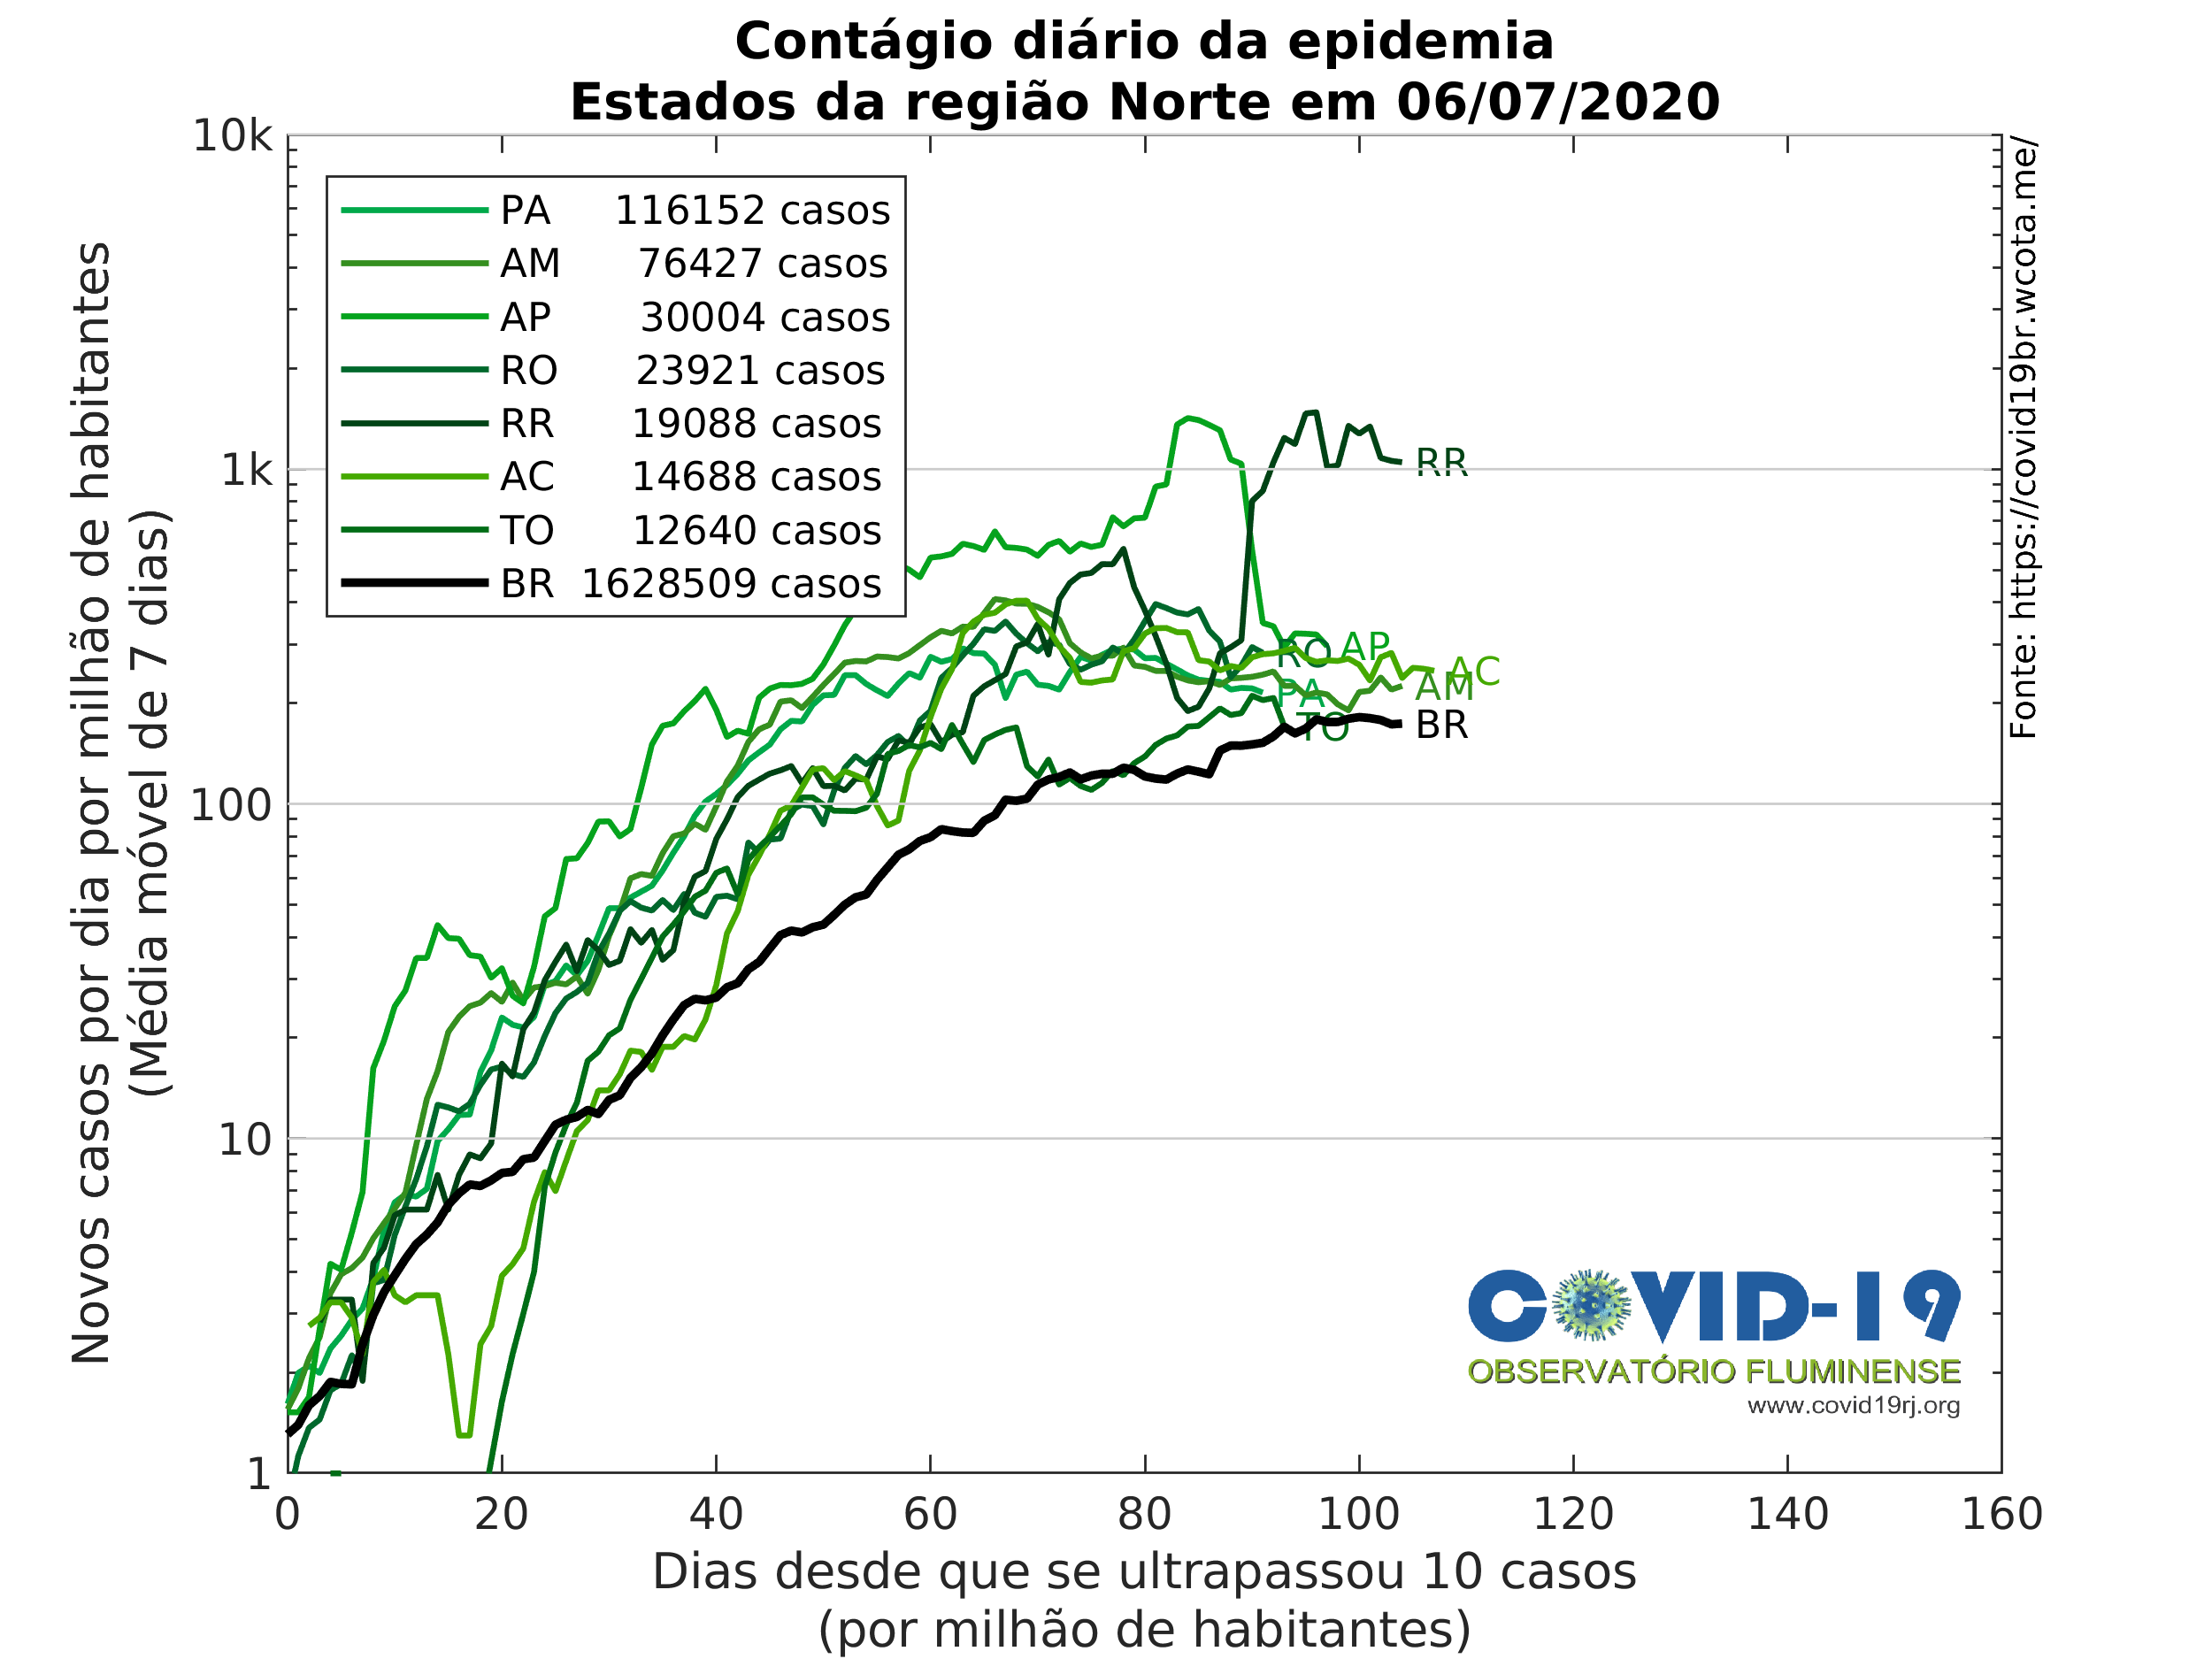 Contágio diário da epidemia
Estados da região Norte em 06/07/2020
Novos casos por dia por milhão de habitantes
(Média móvel de 7 dias)
10k
1k
100
10
1
PA 116152 casos
AM 76427 casos
AP 30004 casos
RO 23921 casos
RR 19088 casos
AC 14688 casos
TO 12640 casos
BR 1628509 casos
RR
RO
AP
AC
PA
AM
TO
BR
Fonte: https://covid19br.wcota.me/
COVID-19
OBSERVATÓRIO FLUMINENSE
www.covid19rj.org
0 20 40 60 80 100 120 140 160
Dias desde que se ultrapassou 10 casos
(por milhão de habitantes)